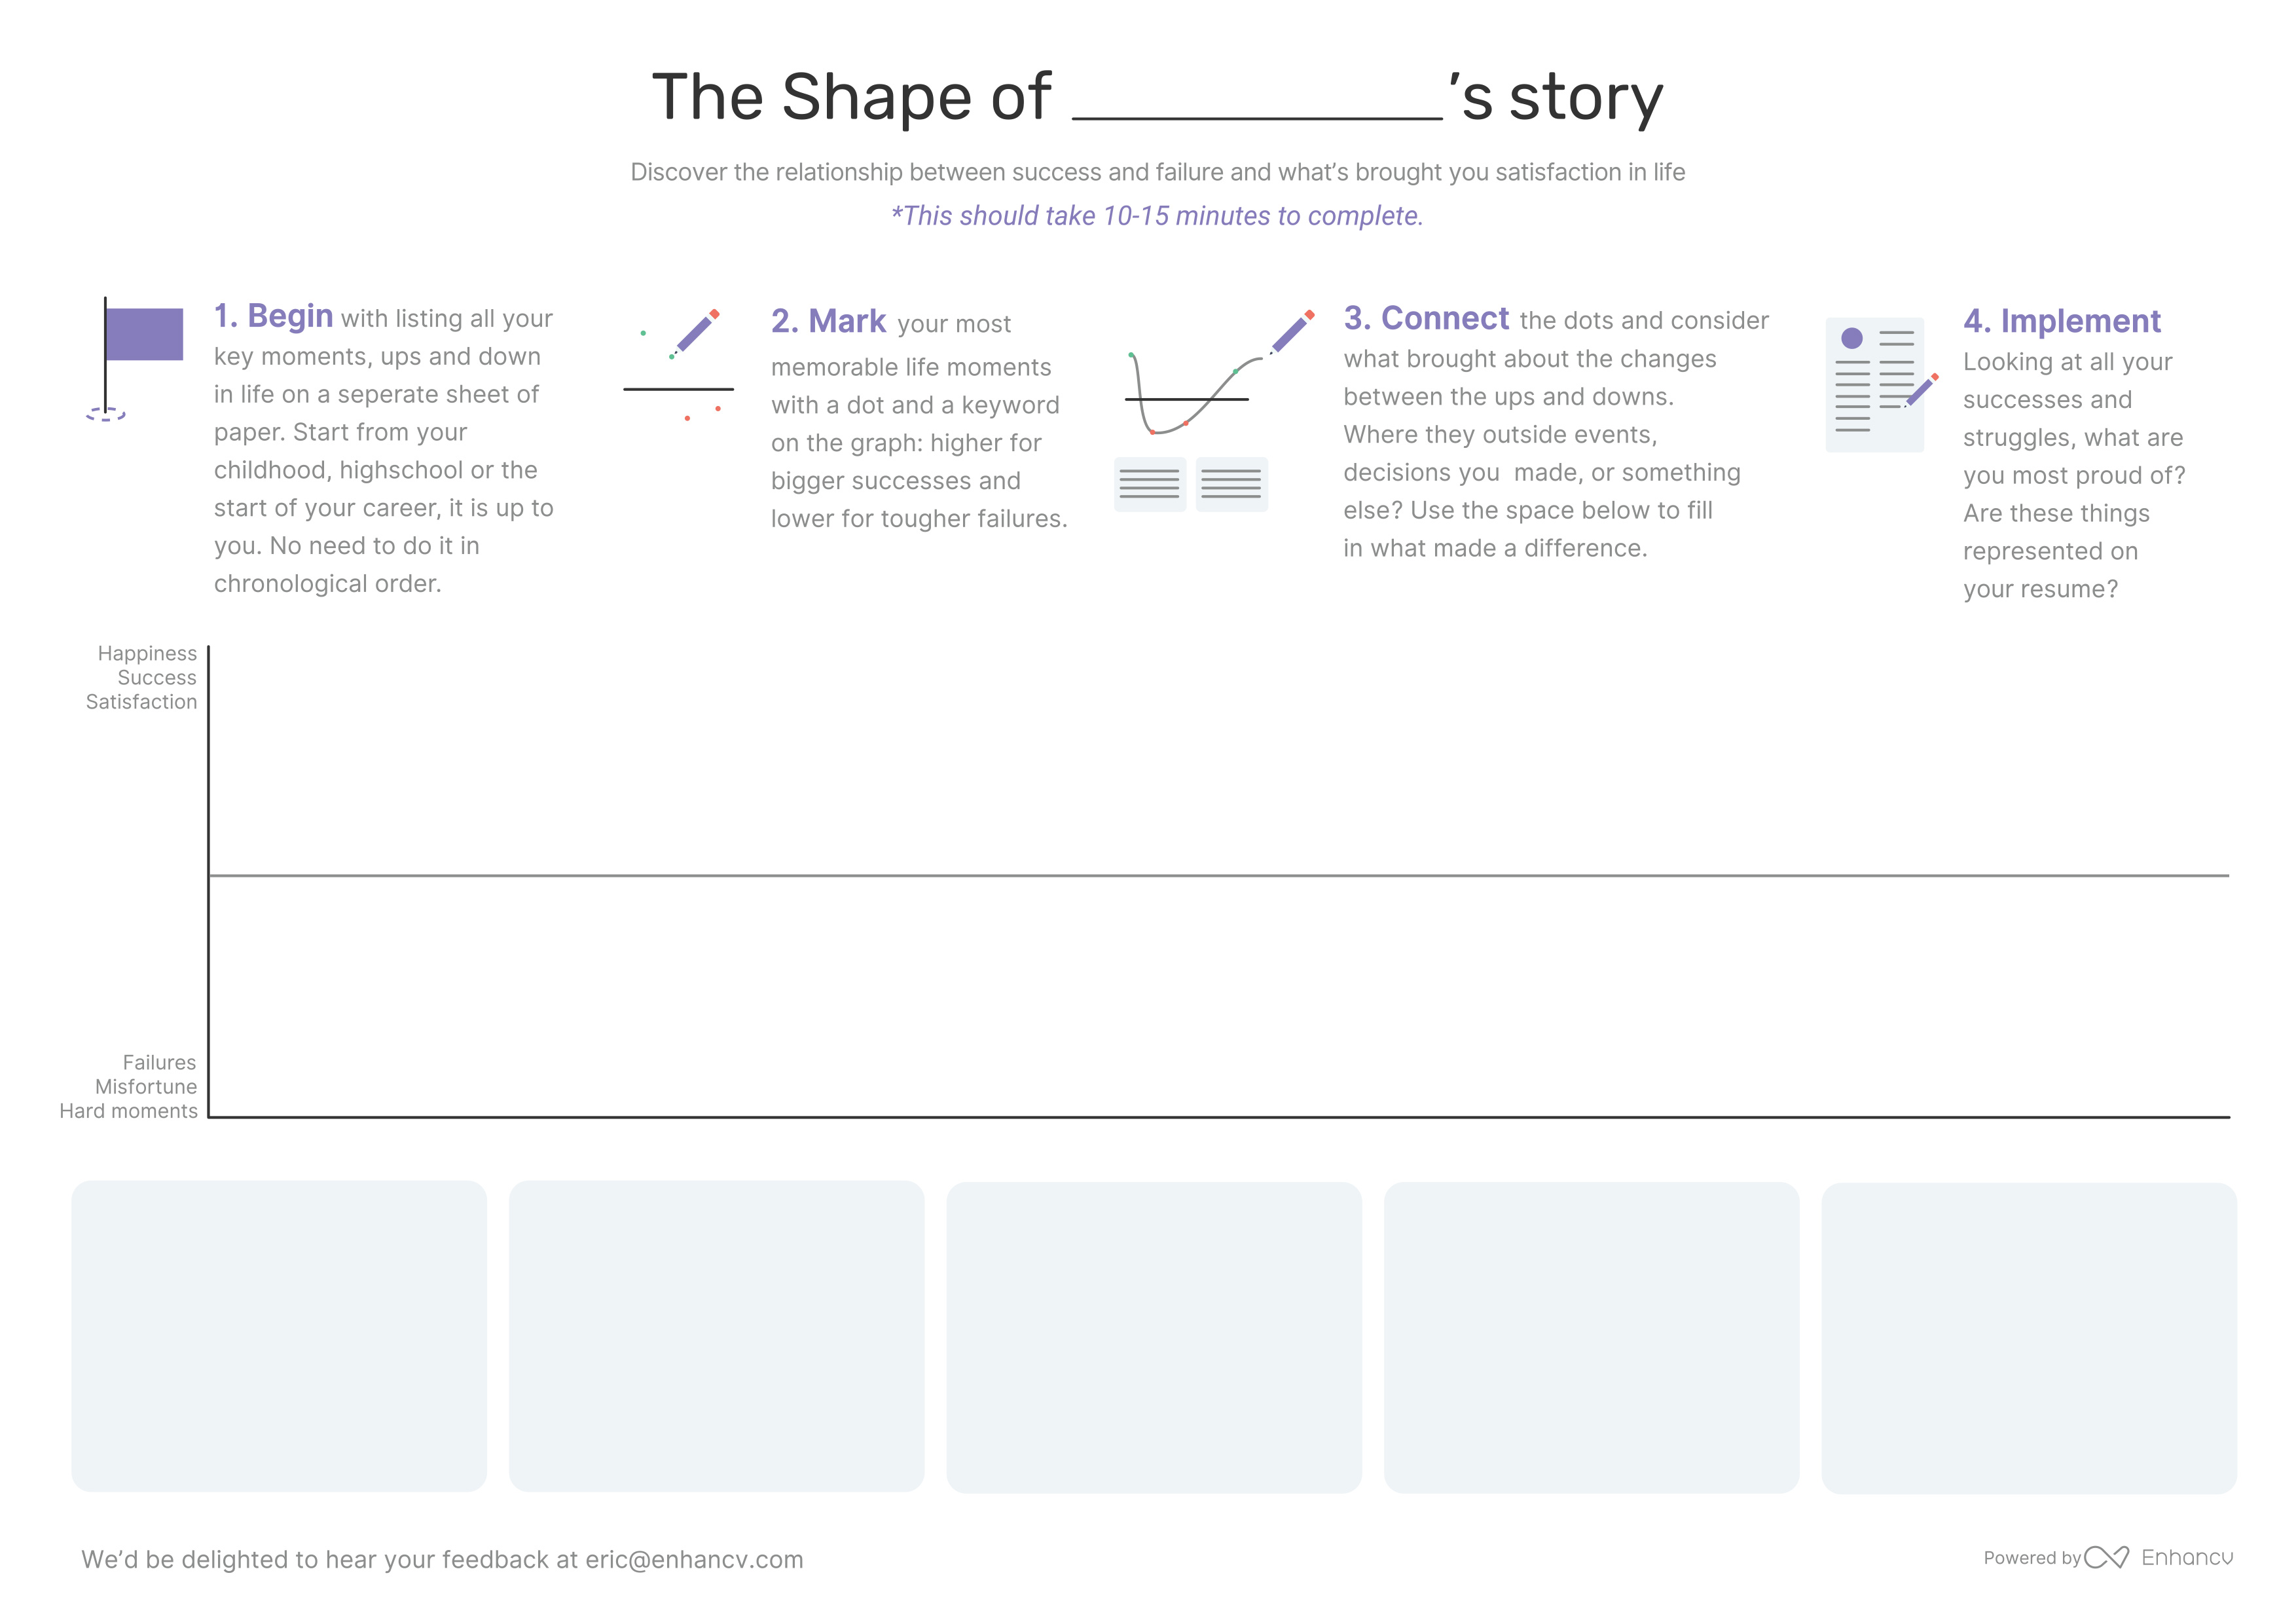 The Shape of ______________'s story
Discover the relationship between success and failure and what's brought you satisfaction in life
*This should take 10-15 minutes to complete.
1. Begin with listing all your
key moments, ups and down
in life on a seperate sheet of
paper. Start from your
childhood, highschool or the
start of your career, it is up to
you. No need to do it in
chronological order.
2. Mark your most
memorable life moments
with a dot and a keyword
on the graph: higher for
bigger successes and
lower for tougher failures.
3. Connect the dots and consider
what brought about the changes
between the ups and downs.
Where they outside events,
decisions you  made, or something
else? Use the space below to fill
in what made a difference.
4. Implement
Looking at all your
successes and
struggles, what are
you most proud of?
Are these things
represented on
your resume?
Happiness
Success
Satisfaction
Failures
Misfortune
Hard moments
We'd be delighted to hear your feedback at eric@enhancv.com
Powered by Enhancv